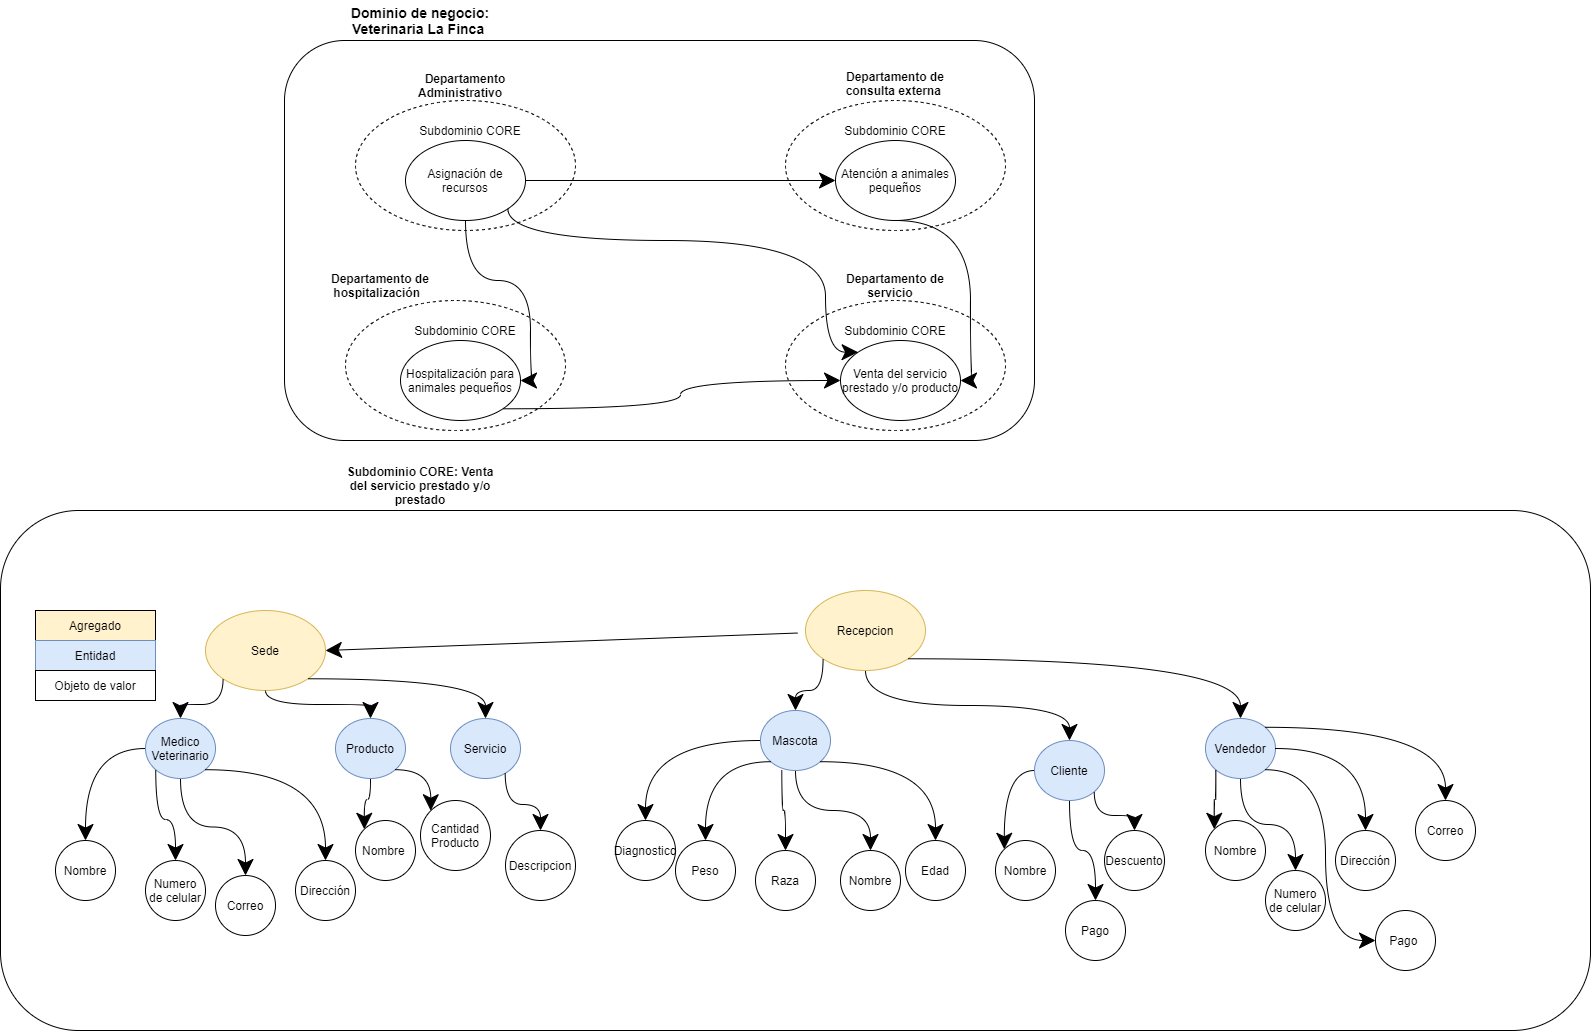 Dominio de negocio:
Veterinaria La Finca
Departamento
Administrativo
Departamento de
consulta externa
Subdominio CORE
Subdominio CORE
Asignación de
recursos
Atención a animales
pequeños
Departamento de
hospitalización
Departamento de
servicio
Subdominio CORE
Subdominio CORE
Hospitalización para
animales pequeños
Venta del servicio
prestado y/o producto
Subdominio CORE: Venta
del servicio prestado y/o
prestado
Agregado
Entidad
Objeto de valor
Sede
Recepcion
Medico
Veterinario
Producto
Servicio
Mascota
Cliente
Vendedor
Nombre
Numero
de celular
Correo
Dirección
Nombre
Cantidad
Producto
Descripcion
Diagnostico
Peso
Raza
Nombre
Edad
Nombre
Pago
Descuento
Nombre
Numero
de celular
Dirección
Pago
Correo